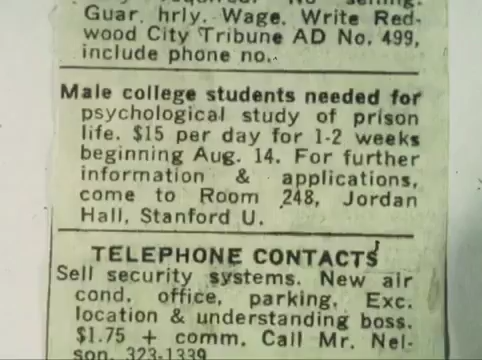 selling.
Guar. hrly. Wage. Write Red-
wood City Tribune AD No. 499,
include phone no.
Male college students needed for
psychological study of prison
life. $15 per day for 1-2 weeks
beginning Aug. 14. For further
information & applications,
come to Room 248, Jordan
Hall, Stanford U.
TELEPHONE CONTACTS
Sell security systems. New air
cond. office, parking, Exc.
location & understanding boss.
$1.75 + comm. Call Mr. Nel-
son, 323-1339